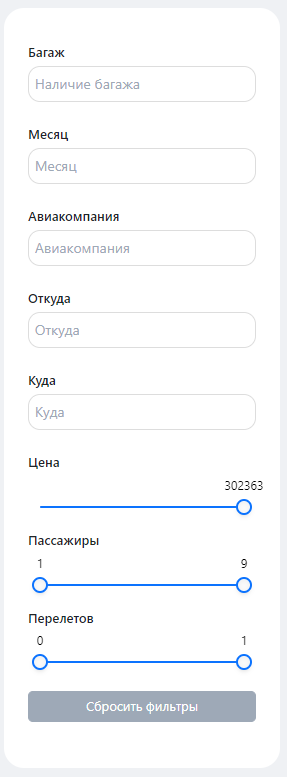 Багаж
Наличие багажа
Месяц
Месяц
Авиакомпания
Авиакомпания
Откуда
Откуда
Куда
Куда
Цена
302363
Пассажиры
1 9
Перелетов
0 1
Сбросить фильтры